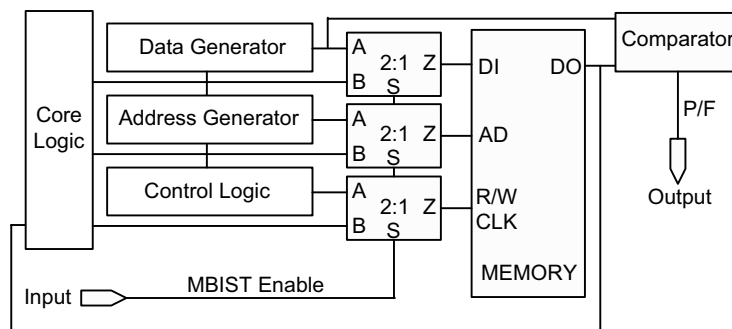 Core
Logic
Data Generator
Address Generator
Control Logic
A
B
2:1
S
Z
A
B
2:1
S
Z
A
B
2:1
S
Z
DI
DO
AD
R/W
CLK
MEMORY
Comparator
P/F
Output
Input
MBIST Enable